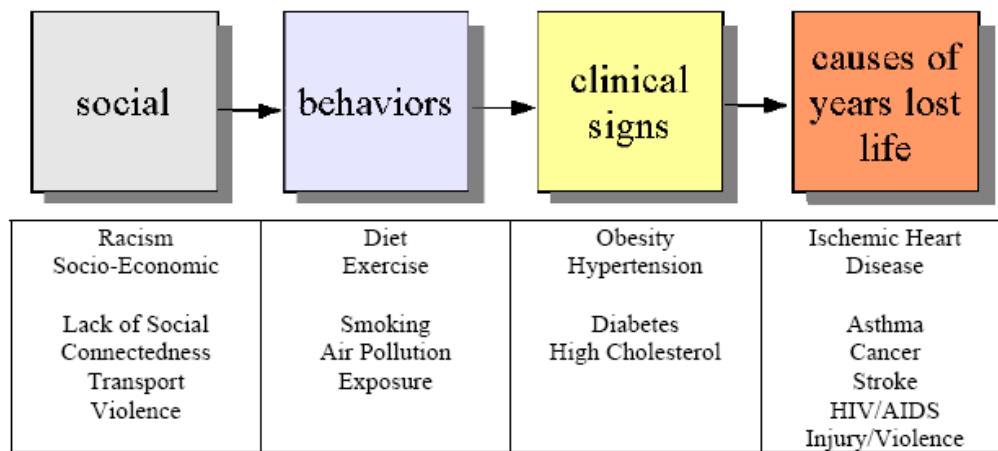 social
behaviors
clinical
signs
causes of
years lost
life
Racism
Socio-Economic
Lack of Social
Connectedness
Transport
Violence
Diet
Exercise
Smoking
Air Pollution
Exposure
Obesity
Hypertension
Diabetes
High Cholesterol
Ischemic Heart
Disease
Asthma
Cancer
Stroke
HIV/AIDS
Injury/Violence